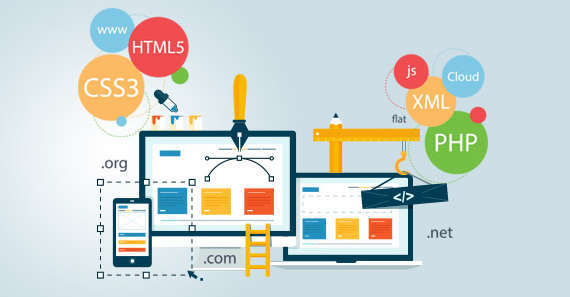 www
HTML5
CSS3
js
Cloud
XML
flat
PHP
.org
</>
.net
.com